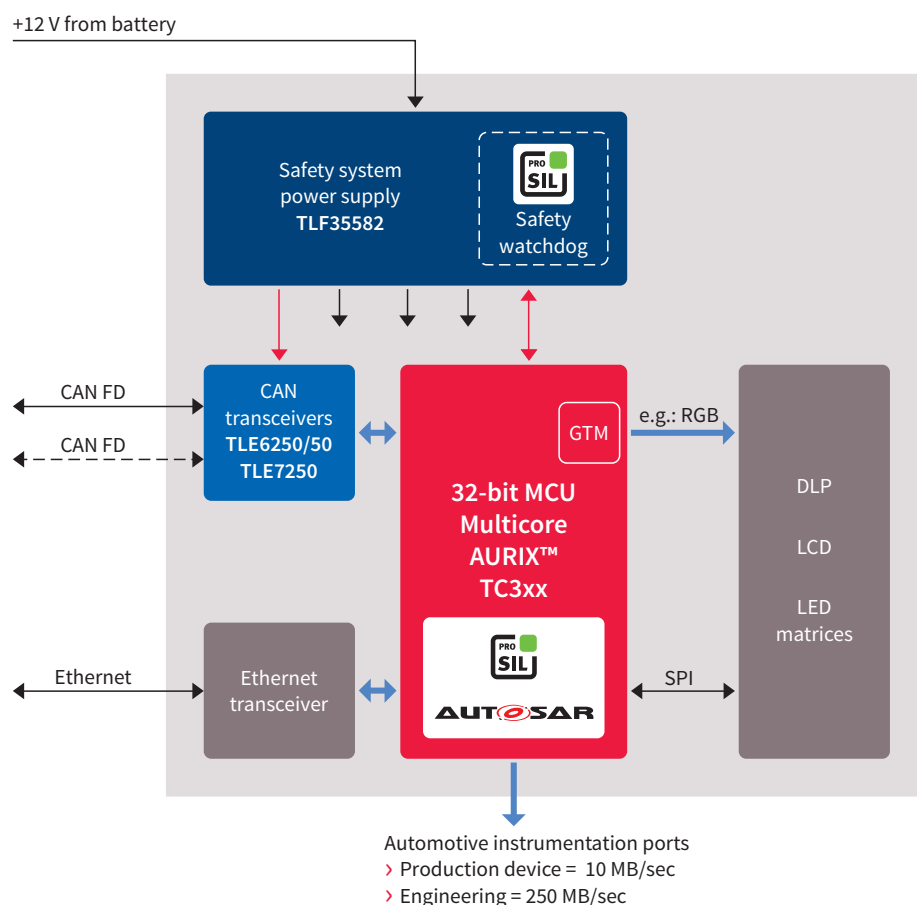 +12 V from battery
Safety system
power supply
TLF35582
PRO
SIL
Safety
watchdog
CAN FD
CAN FD
CAN
transceivers
TLE6250/50
TLE7250
GTM
e.g.: RGB
32-bit MCU
Multicore
AURIX™
TC3xx
PRO
SIL
AUTOSAR
DLP
LCD
LED
matrices
Ethernet
Ethernet
transceiver
SPI
Automotive instrumentation ports
› Production device = 10 MB/sec
› Engineering = 250 MB/sec